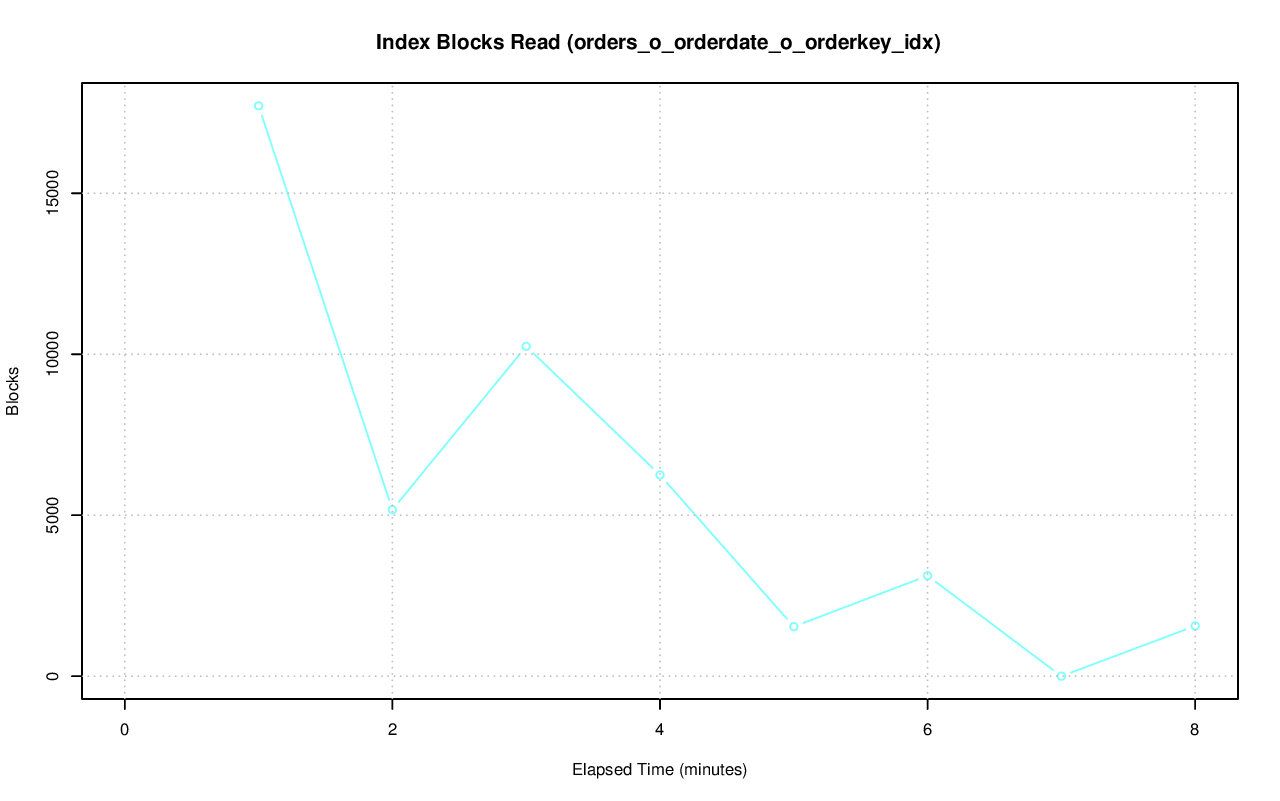 Index Blocks Read (orders_o_orderdate_o_orderkey_idx)
Blocks
15000
10000
5000
0
0 2 4 6 8
Elapsed Time (minutes)